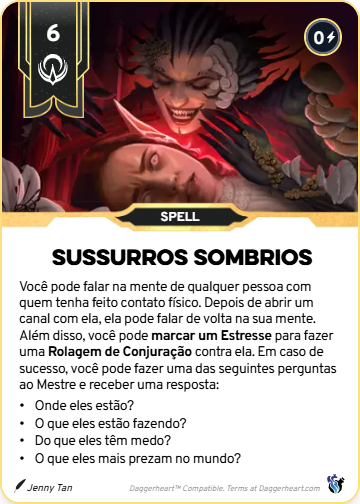 6
0
SPELL
SUSSURROS SOMBRIOS
Você pode falar na mente de qualquer pessoa com
quem tenha feito contato físico. Depois de abrir um
canal com ela, ela pode falar de volta na sua mente.
Além disso, você pode marcar um Estresse para fazer
uma Rolagem de Conjuração contra ela. Em caso de
sucesso, você pode fazer uma das seguintes perguntas
ao Mestre e receber uma resposta:
• Onde eles estão?
• O que eles estão fazendo?
• Do que eles têm medo?
• O que eles mais prezam no mundo?
Jenny Tan
Daggerheart™ Compatible. Terms at Daggerheart.com